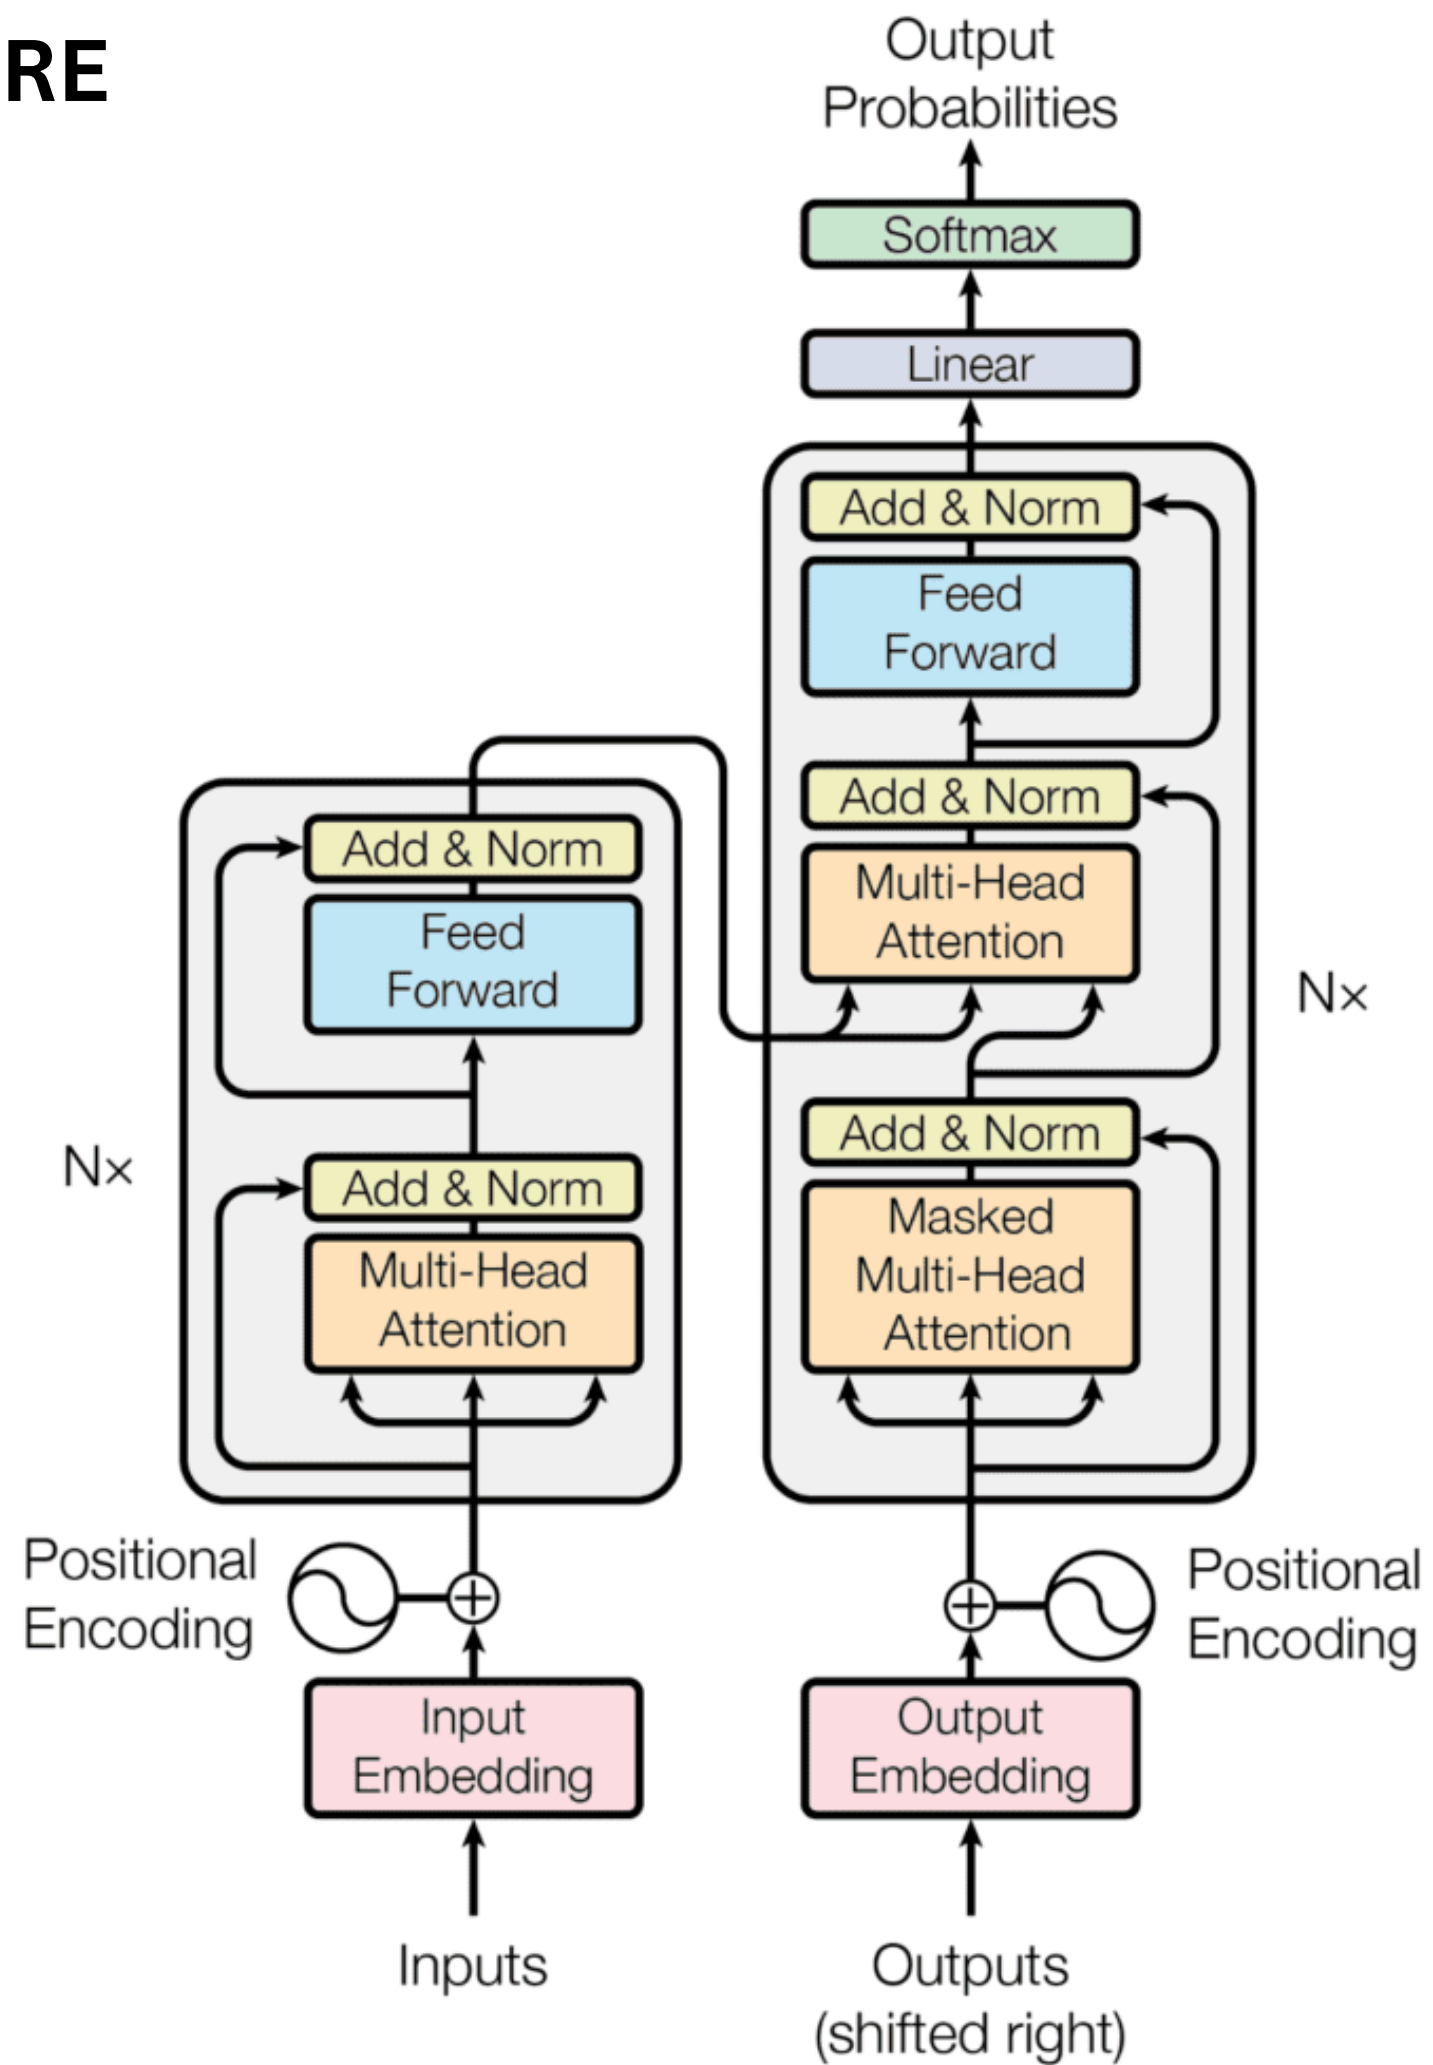 RE
Output
Probabilities
Softmax
Linear
Add & Norm
Feed
Forward
Add & Norm
Multi-Head
Attention
Add & Norm
Masked
Multi-Head
Attention
N×
Add & Norm
Feed
Forward
Add & Norm
Multi-Head
Attention
N×
Positional
Encoding
Positional
Encoding
Input
Embedding
Output
Embedding
Inputs
Outputs
(shifted right)